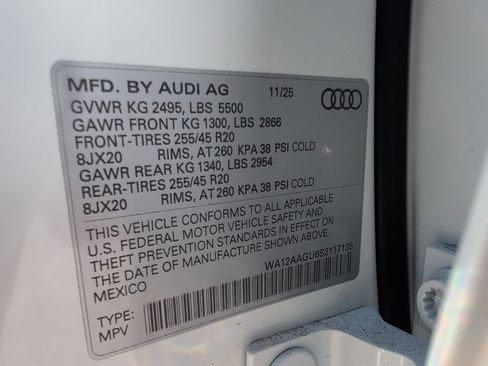 MFD. BY AUDI AG 11/25
GVWR KG 2495, LBS 5500
GAWR FRONT KG 1300, LBS 2866
FRONT-TIRES 255/45 R20
8JX20 RIMS, AT 260 KPA 38 PSI COLD
GAWR REAR KG 1340, LBS 2954
REAR-TIRES 255/45 R20
8JX20 RIMS, AT 260 KPA 38 PSI COLD
THIS VEHICLE CONFORMS TO ALL APPLICABLE
U.S. FEDERAL MOTOR VEHICLE SAFETY AND
THEFT PREVENTION STANDARDS IN EFFECT ON
THE DATE OF MANUFACTURE SHOWN ABOVE.
MEXICO
WA12AAGU6S2117135
TYPE:
MPV